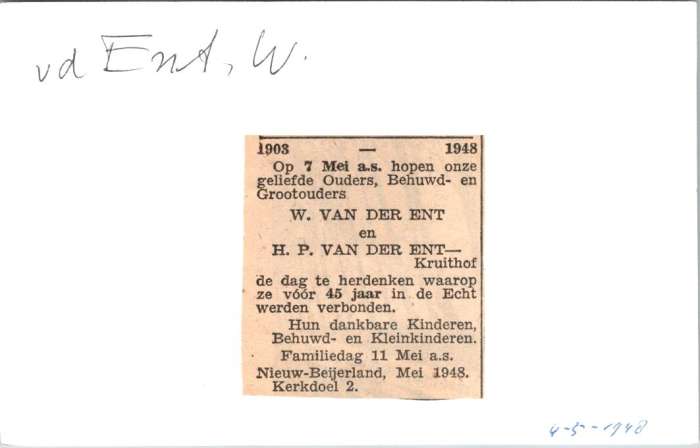 vd Ent, W.
1903 — 1948
Op 7 Mei a.s. hopen onze
geliefde Ouders, Behuwd- en
Grootouders
W. VAN DER ENT
en
H. P. VAN DER ENT—
Kruithof
de dag te herdenken waarop
ze vóór 45 jaar in de Echt
werden verbonden.
Hun dankbare Kinderen,
Behuwd- en Kleinkinderen.
Familiedag 11 Mei a.s.
Nieuw-Beijerland, Mei 1948.
Kerkdoel 2.
4-5-1948